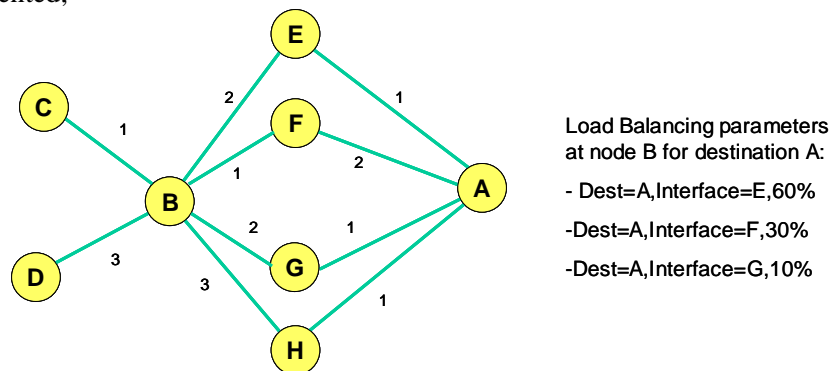 E
C
2
1
1
F
Load Balancing parameters
at node B for destination A:
1
2
B
A
- Dest=A,Interface=E,60%
2
1
-Dest=A,Interface=F,30%
D
3
G
-Dest=A,Interface=G,10%
3
1
H